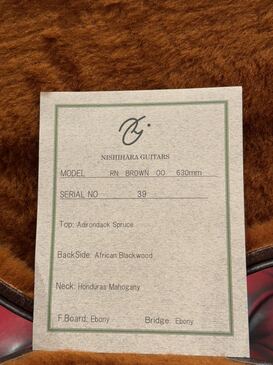 NISHIHARA GUITARS
MODEL RN BROWN OO 630mm
SERIAL NO 39
Top: Adirondack Spruce
BackSide: African Blackwood
Neck: Honduras Mahogany
F.Board: Ebony Bridge: Ebony